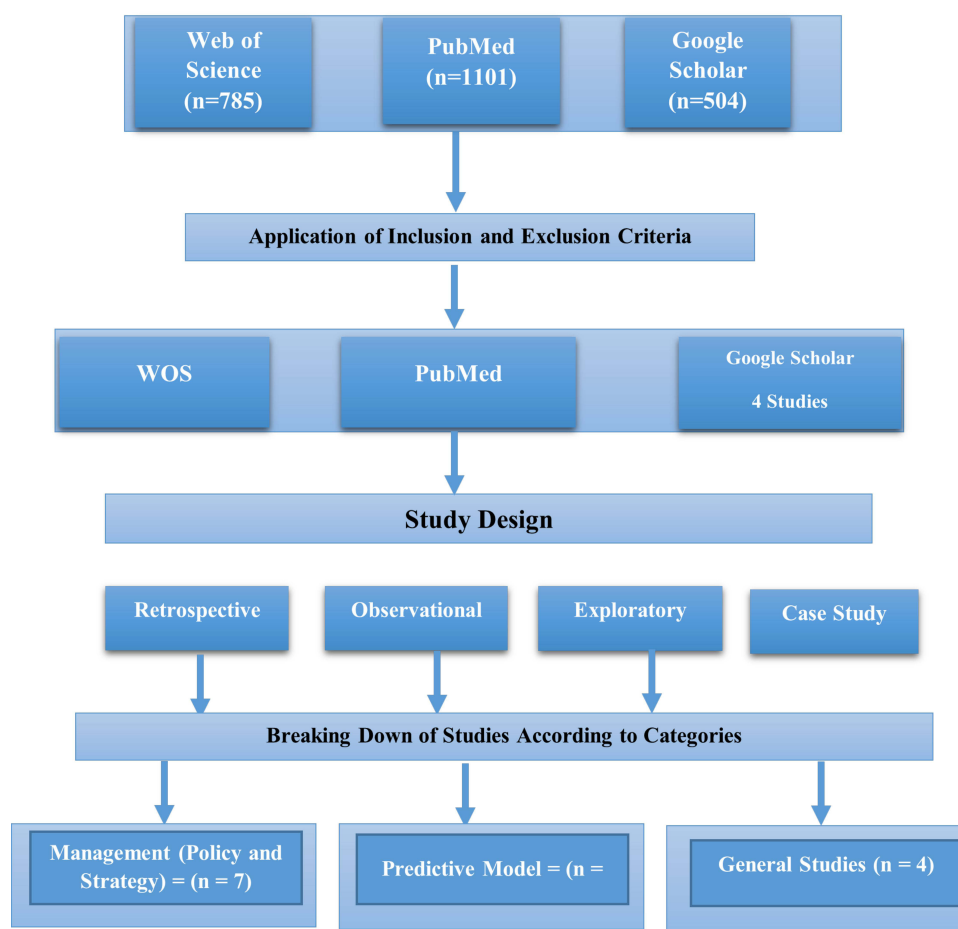 Web of
Science
(n=785)
PubMed
(n=1101)
Google
Scholar
(n=504)
Application of Inclusion and Exclusion Criteria
WOS
PubMed
Google Scholar
4 Studies
Study Design
Retrospective
Observational
Exploratory
Case Study
Breaking Down of Studies According to Categories
Management (Policy and
Strategy) = (n = 7)
Predictive Model = (n =
General Studies (n = 4)